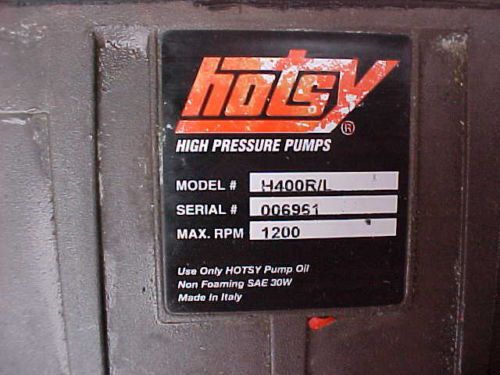 hotsy ®
HIGH PRESSURE PUMPS
MODEL # H400R/L
SERIAL # 006951
MAX. RPM 1200
Use Only HOTSY Pump Oil
Non Foaming SAE 30W
Made In Italy